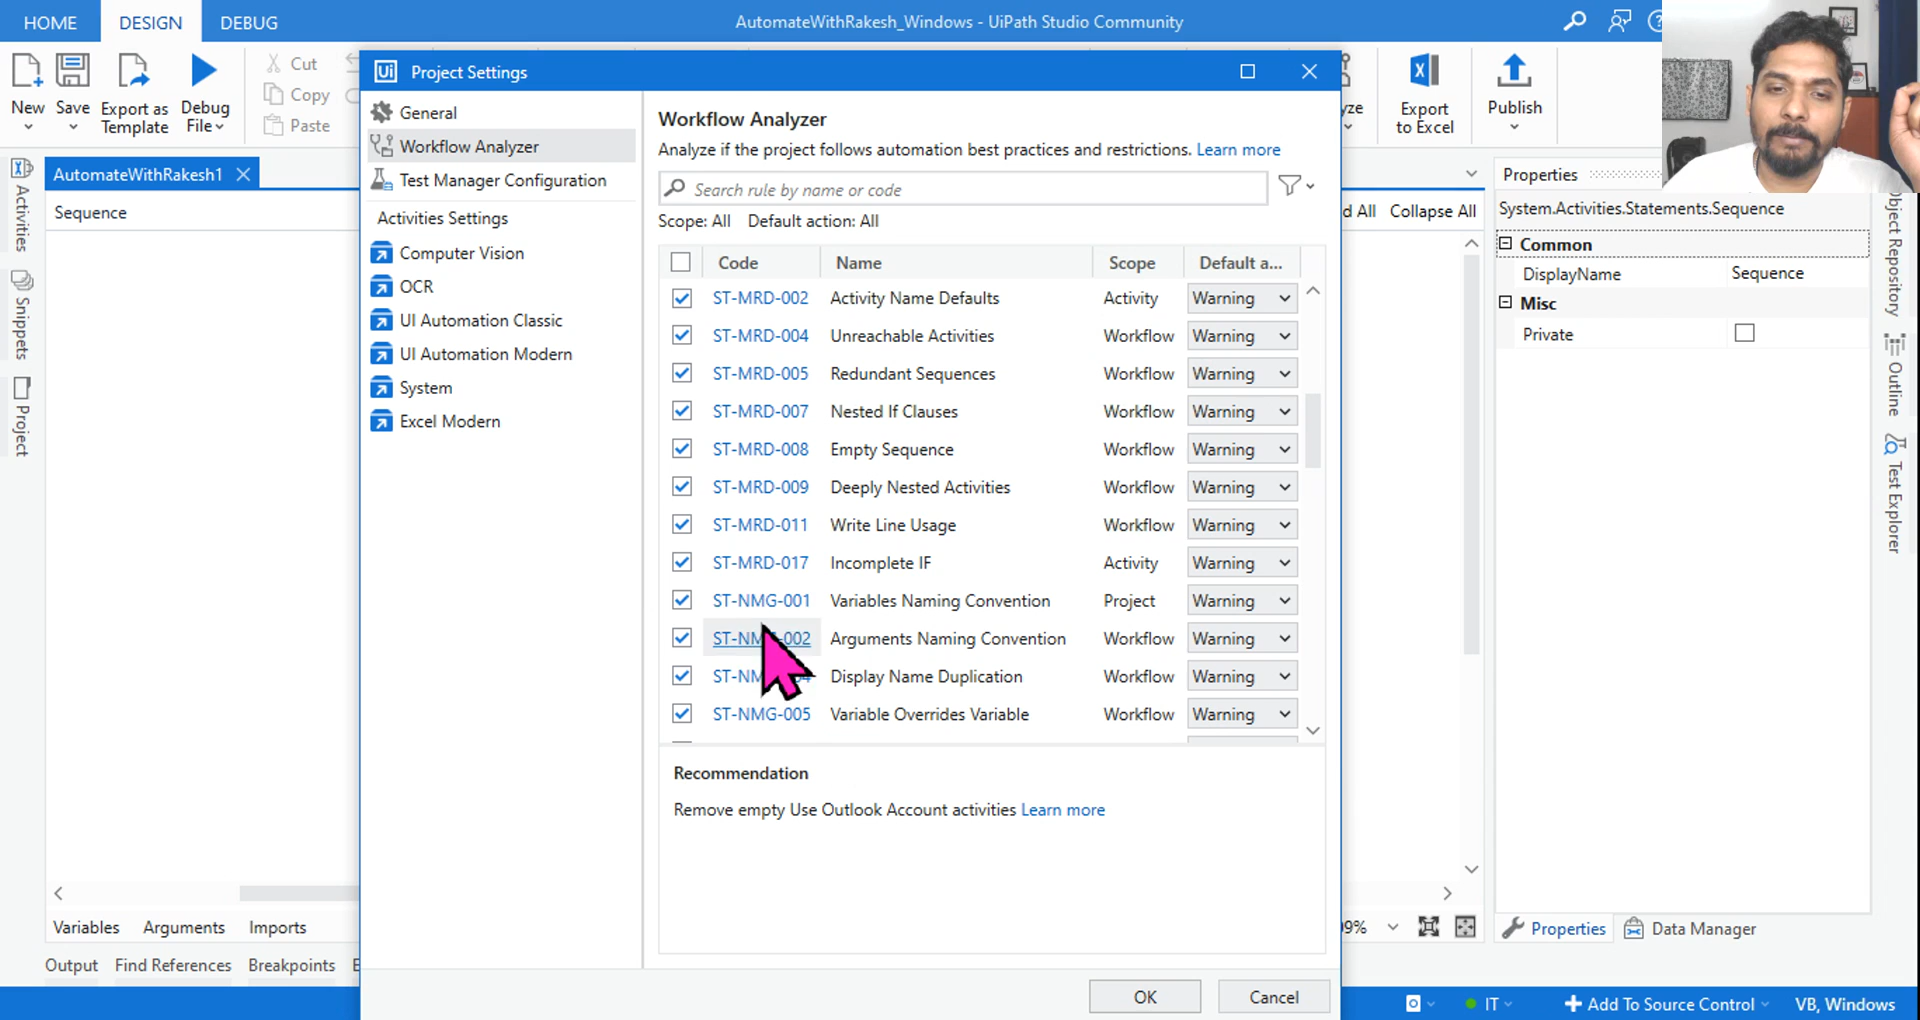 HOME DESIGN DEBUG AutomateWithRakesh_Windows - UiPath Studio Community
New
Save
Export as
Template
Debug
File
Cut
Copy
Paste
Export
to Excel
Publish
Activities
Snippets
Project
AutomateWithRakesh1
Sequence
Project Settings
General
Workflow Analyzer
Test Manager Configuration
Activities Settings
Computer Vision
OCR
UI Automation Classic
UI Automation Modern
System
Excel Modern
Workflow Analyzer
Analyze if the project follows automation best practices and restrictions. Learn more
Search rule by name or code
Scope: All Default action: All
Code Name Scope Default a...
ST-MRD-002 Activity Name Defaults Activity Warning
ST-MRD-004 Unreachable Activities Workflow Warning
ST-MRD-005 Redundant Sequences Workflow Warning
ST-MRD-007 Nested If Clauses Workflow Warning
ST-MRD-008 Empty Sequence Workflow Warning
ST-MRD-009 Deeply Nested Activities Workflow Warning
ST-MRD-011 Write Line Usage Workflow Warning
ST-MRD-017 Incomplete IF Activity Warning
ST-NMG-001 Variables Naming Convention Project Warning
Arguments Naming Convention Workflow Warning
Display Name Duplication Workflow Warning
ST-NMG-005 Variable Overrides Variable Workflow Warning
Recommendation
Remove empty Use Outlook Account activities Learn more
OK Cancel
Collapse All
Properties
System.Activities.Statements.Sequence
Common
DisplayName Sequence
Misc
Private
Object Repository
Outline
Test Explorer
Variables Arguments Imports
Output Find References Breakpoints
Properties Data Manager
IT Add To Source Control VB, Windows